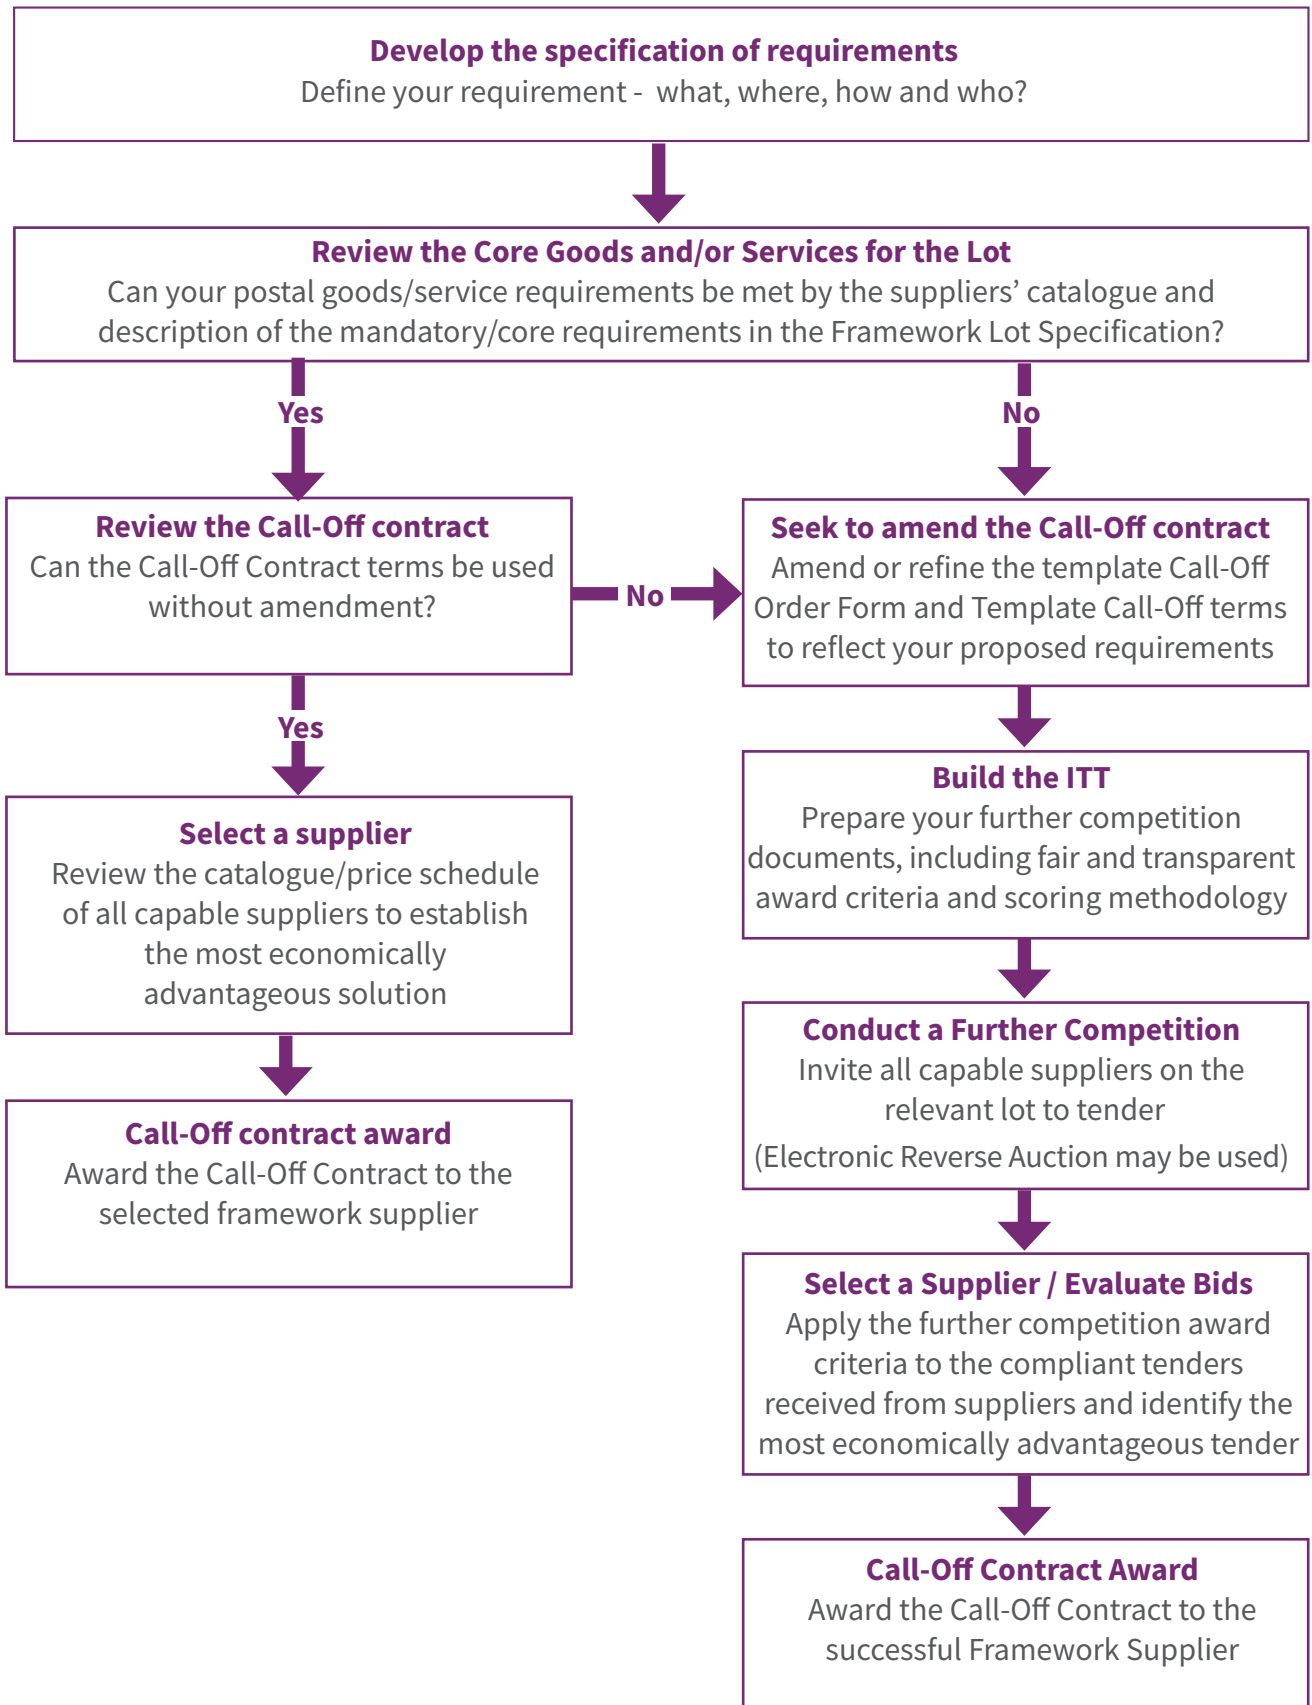 Develop the specification of requirements
Define your requirement -  what, where, how and who?
Review the Core Goods and/or Services for the Lot
Can your postal goods/service requirements be met by the suppliers’ catalogue and
description of the mandatory/core requirements in the Framework Lot Specification?
Yes
No
Review the Call-Off contract
Can the Call-Off Contract terms be used
without amendment?
No
Seek to amend the Call-Off contract
Amend or refine the template Call-Off
Order Form and Template Call-Off terms
to reflect your proposed requirements
Yes
Select a supplier
Review the catalogue/price schedule
of all capable suppliers to establish
the most economically
advantageous solution
Call-Off contract award
Award the Call-Off Contract to the
selected framework supplier
Build the ITT
Prepare your further competition
documents, including fair and transparent
award criteria and scoring methodology
Conduct a Further Competition
Invite all capable suppliers on the
relevant lot to tender
(Electronic Reverse Auction may be used)
Select a Supplier / Evaluate Bids
Apply the further competition award
criteria to the compliant tenders
received from suppliers and identify the
most economically advantageous tender
Call-Off Contract Award
Award the Call-Off Contract to the
successful Framework Supplier